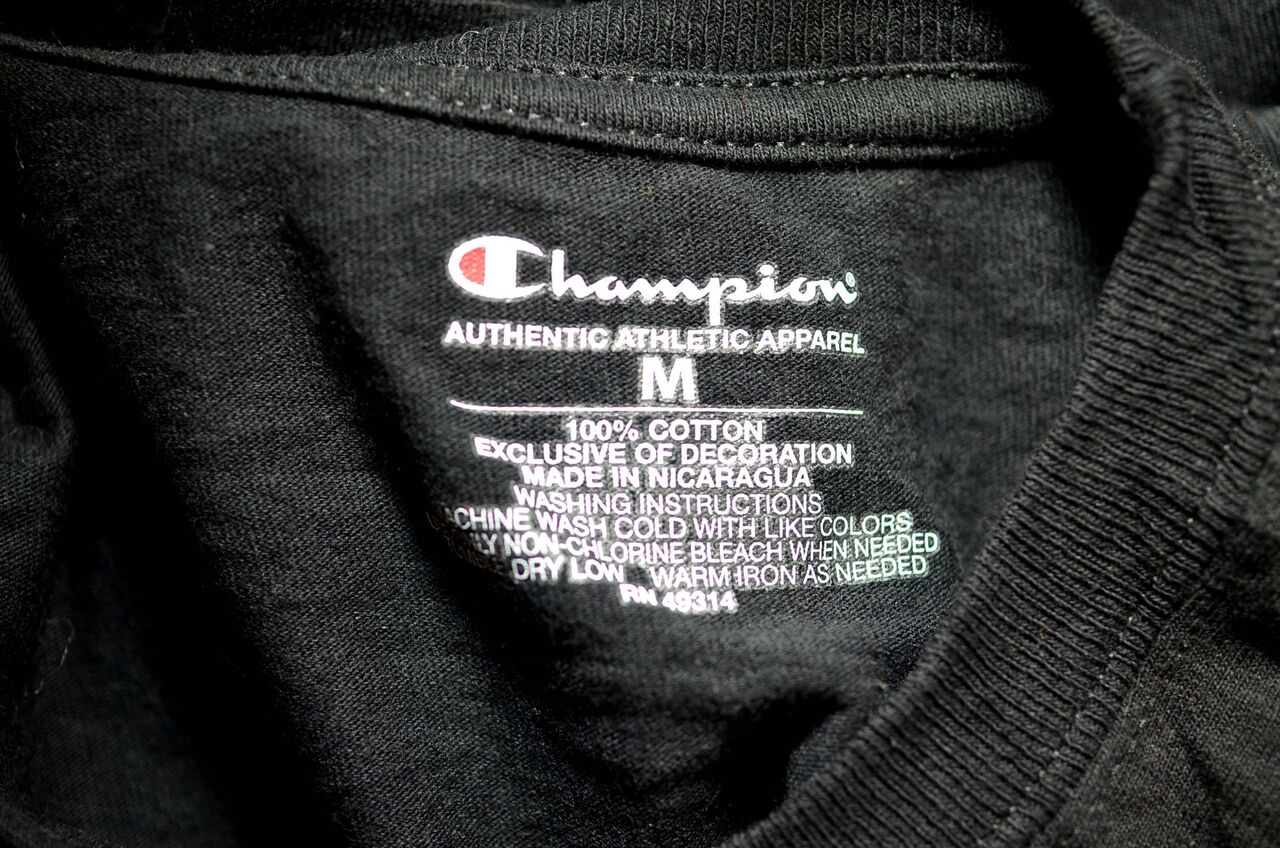 Champion®
AUTHENTIC ATHLETIC APPAREL
M
100% COTTON
EXCLUSIVE OF DECORATION
MADE IN NICARAGUA
WASHING INSTRUCTIONS
CHINE WASH COLD WITH LIKE COLORS
LY NON-CHLORINE BLEACH WHEN NEEDED
DRY LOW WARM IRON AS NEEDED
RN 49314